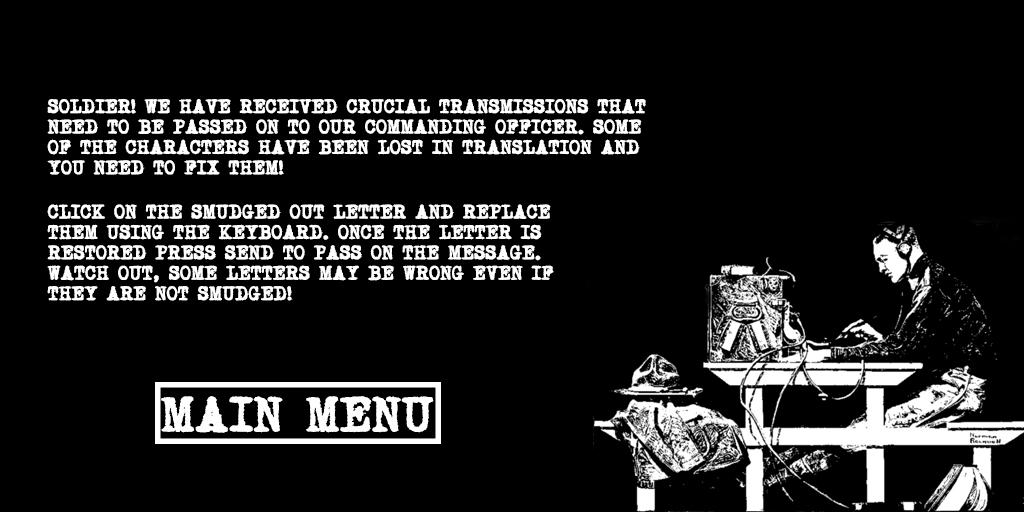 SOLDIER! WE HAVE RECEIVED CRUCIAL TRANSMISSIONS THAT
NEED TO BE PASSED ON TO OUR COMMANDING OFFICER. SOME
OF THE CHARACTERS HAVE BEEN LOST IN TRANSLATION AND
YOU NEED TO FIX THEM!
CLICK ON THE SMUDGED OUT LETTER AND REPLACE
THEM USING THE KEYBOARD. ONCE THE LETTER IS
RESTORED PRESS SEND TO PASS ON THE MESSAGE.
WATCH OUT, SOME LETTERS MAY BE WRONG EVEN IF
THEY ARE NOT SMUDGED!
MAIN MENU
Norman